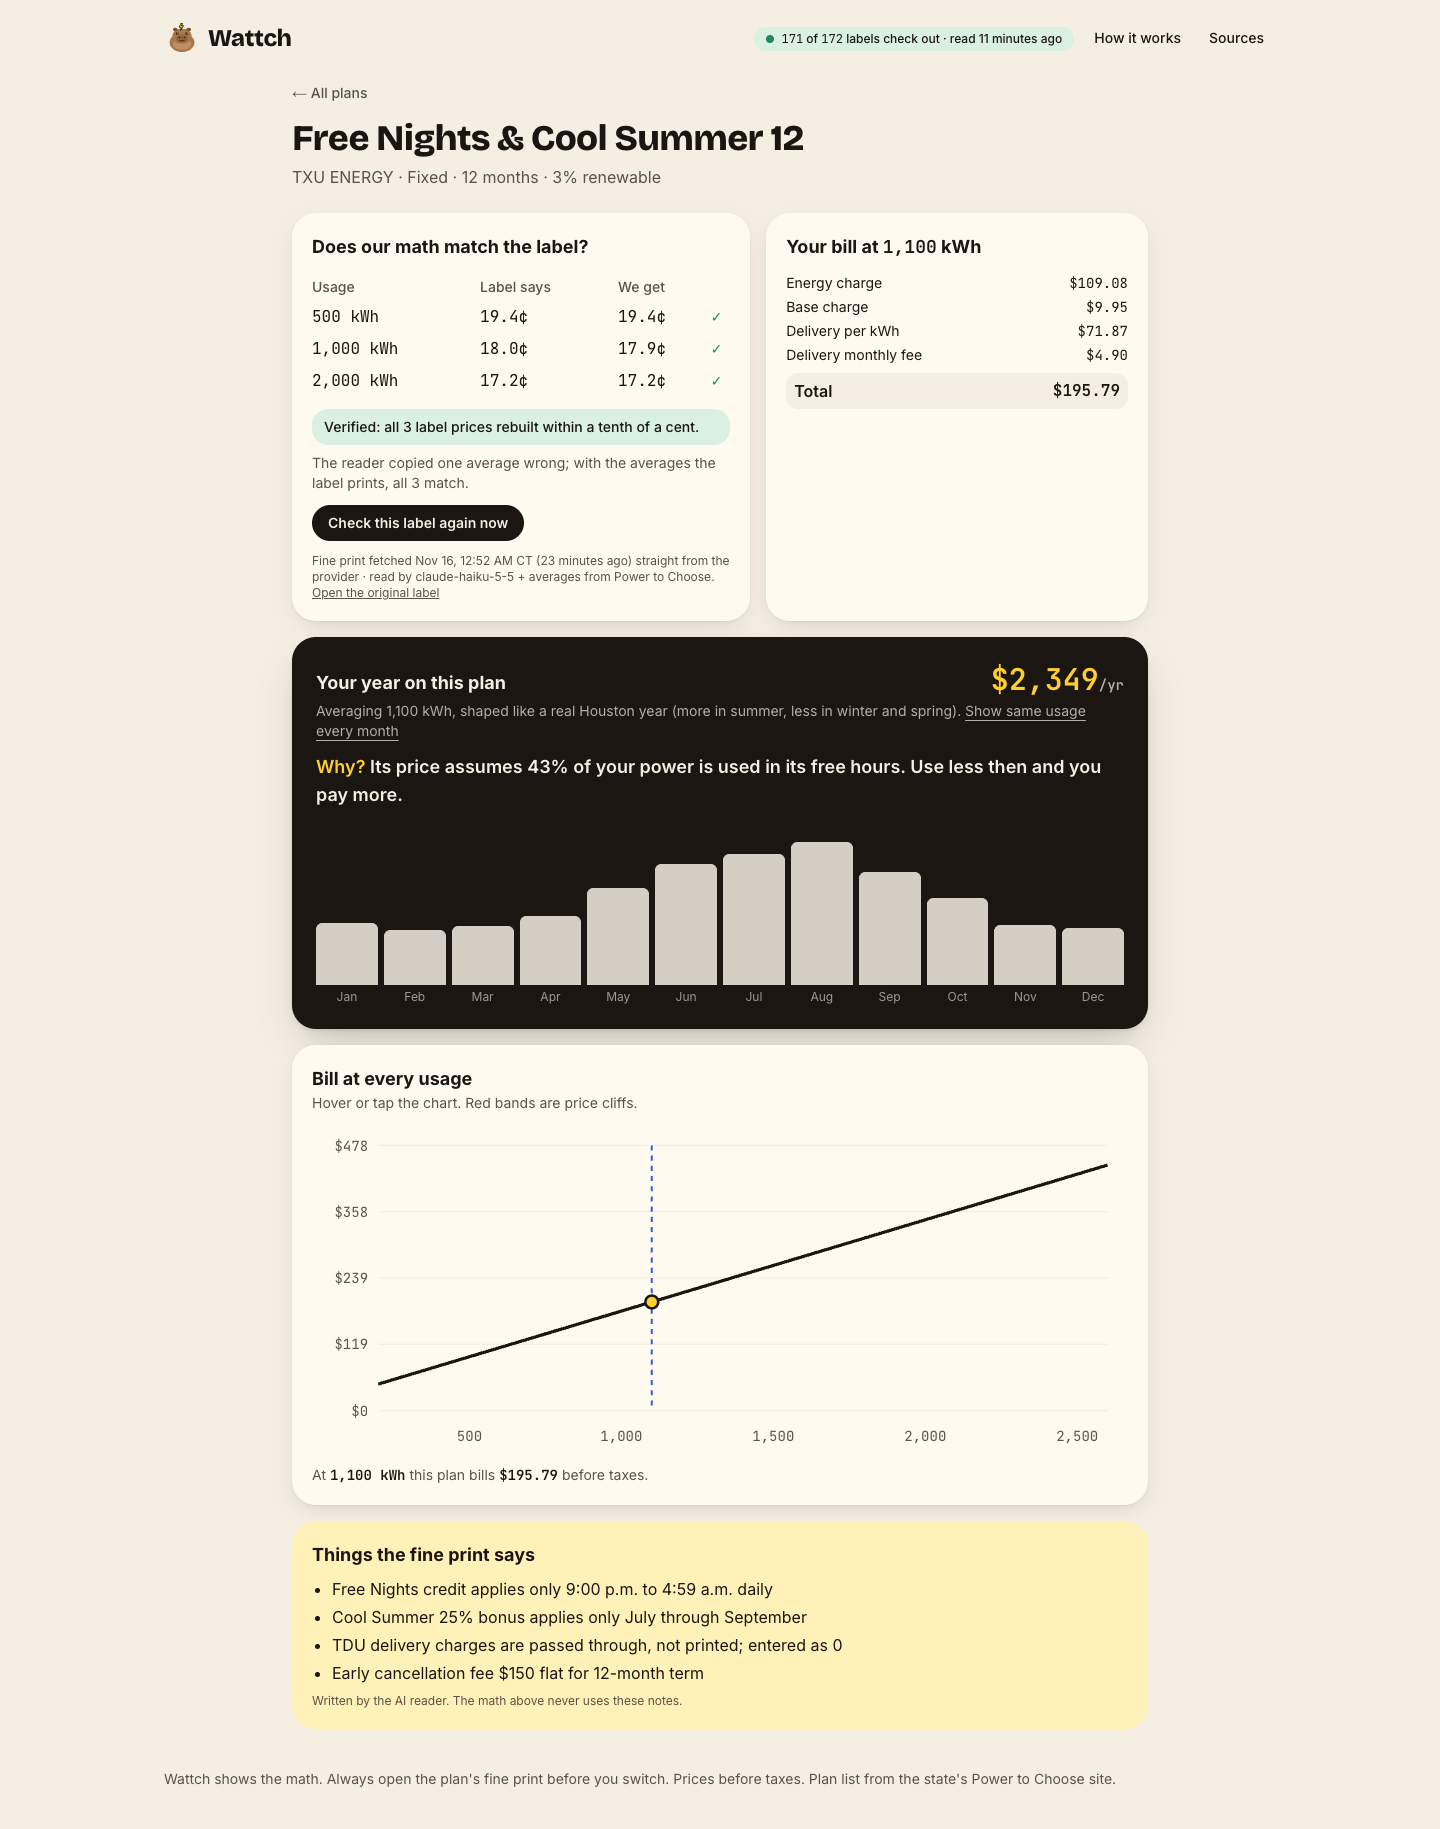 Wattch
171 of 172 labels check out · read 11 minutes ago
How it works
Sources
← All plans
Free Nights & Cool Summer 12
TXU ENERGY · Fixed · 12 months · 3% renewable
Does our math match the label?
Usage Label says We get
500 kWh 19.4¢ 19.4¢ ✓
1,000 kWh 18.0¢ 17.9¢ ✓
2,000 kWh 17.2¢ 17.2¢ ✓
Verified: all 3 label prices rebuilt within a tenth of a cent.
The reader copied one average wrong; with the averages the
label prints, all 3 match.
Check this label again now
Fine print fetched Nov 16, 12:52 AM CT (23 minutes ago) straight from the
provider · read by claude-haiku-5-5 + averages from Power to Choose.
Open the original label
Your bill at 1,100 kWh
Energy charge $109.08
Base charge $9.95
Delivery per kWh $71.87
Delivery monthly fee $4.90
Total $195.79
Your year on this plan
$2,349/yr
Averaging 1,100 kWh, shaped like a real Houston year (more in summer, less in winter and spring). Show same usage
every month
Why? Its price assumes 43% of your power is used in its free hours. Use less then and you
pay more.
Jan Feb Mar Apr May Jun Jul Aug Sep Oct Nov Dec
Bill at every usage
Hover or tap the chart. Red bands are price cliffs.
$478
$358
$239
$119
$0
500 1,000 1,500 2,000 2,500
At 1,100 kWh this plan bills $195.79 before taxes.
Things the fine print says
• Free Nights credit applies only 9:00 p.m. to 4:59 a.m. daily
• Cool Summer 25% bonus applies only July through September
• TDU delivery charges are passed through, not printed; entered as 0
• Early cancellation fee $150 flat for 12-month term
Written by the AI reader. The math above never uses these notes.
Wattch shows the math. Always open the plan's fine print before you switch. Prices before taxes. Plan list from the state's Power to Choose site.